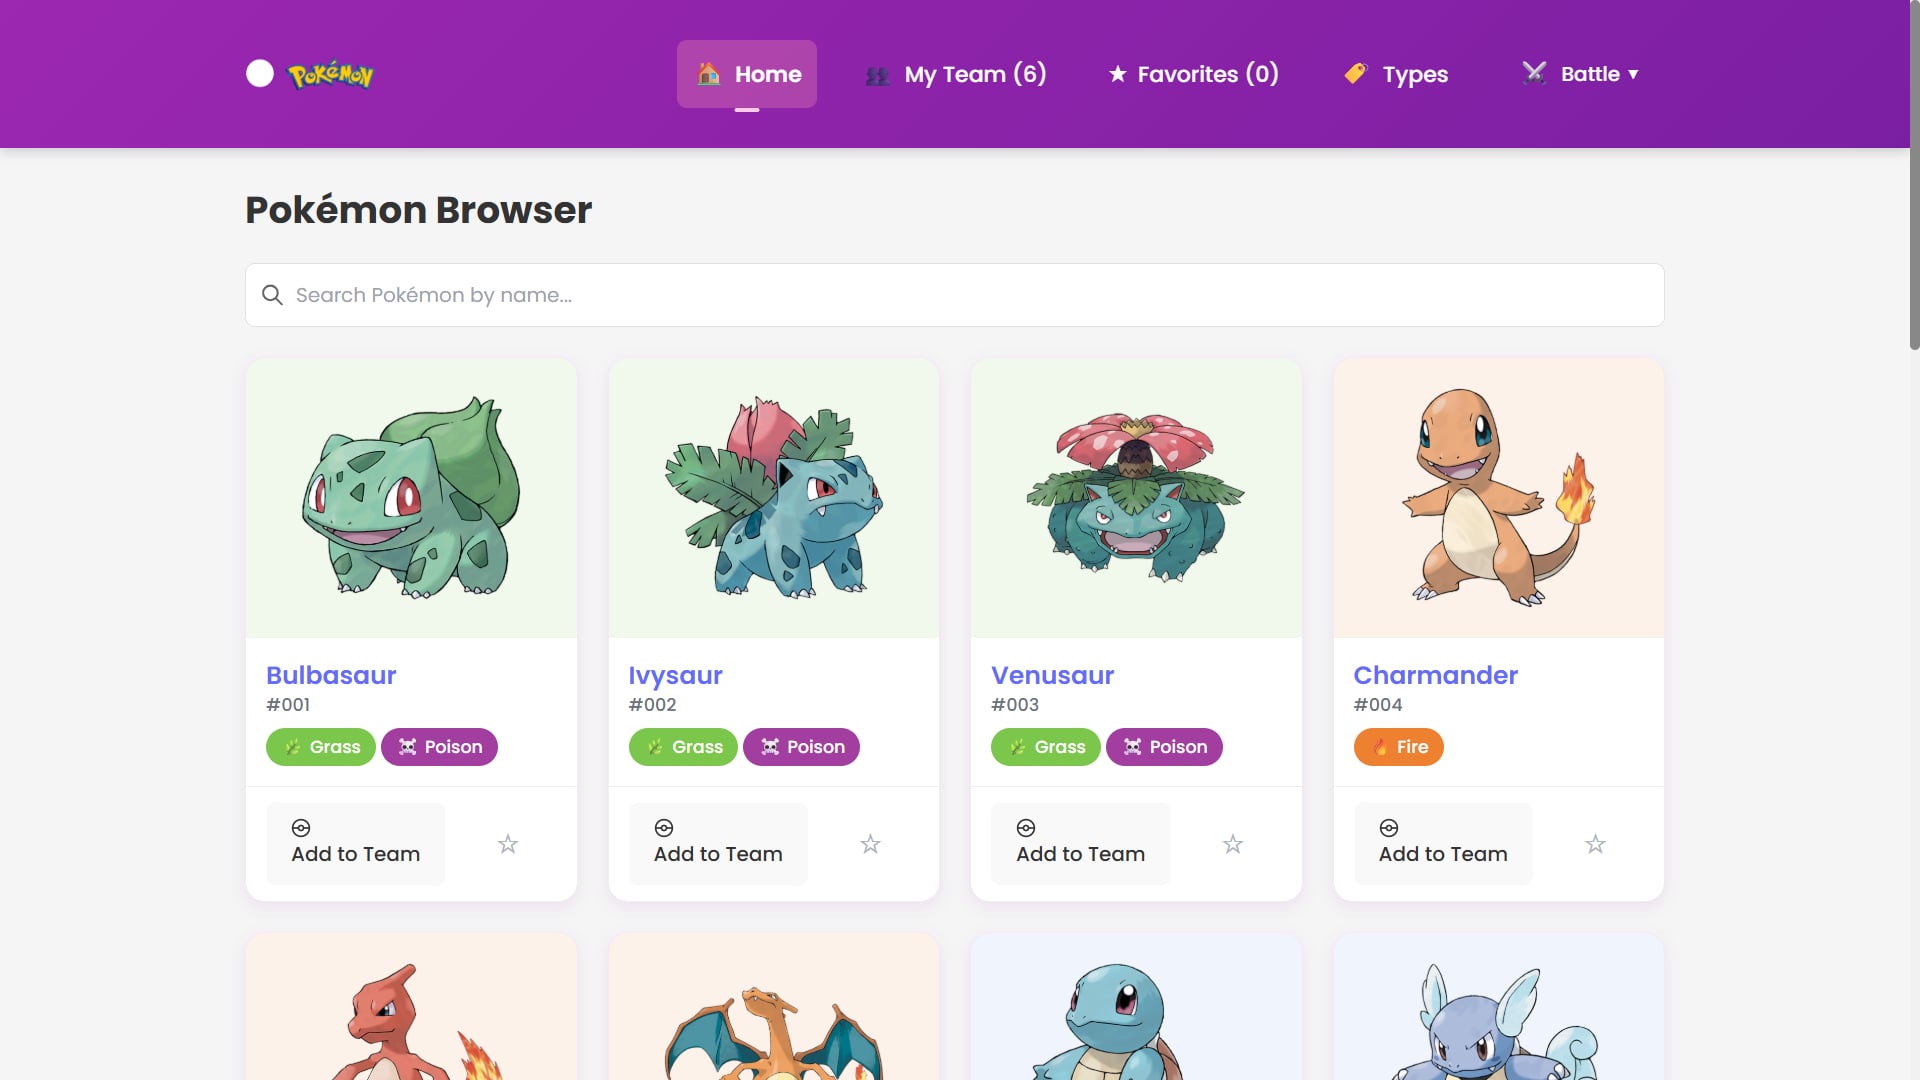 Pokémon
Home
My Team (6)
★ Favorites (0)
Types
Battle ▼
Pokémon Browser
Search Pokémon by name...
Bulbasaur
#001
Grass
Poison
Add to Team
Ivysaur
#002
Grass
Poison
Add to Team
Venusaur
#003
Grass
Poison
Add to Team
Charmander
#004
Fire
Add to Team